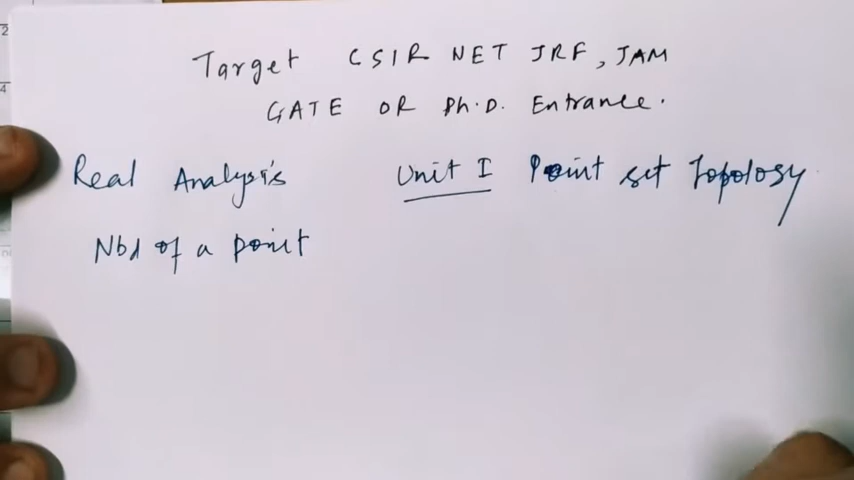 Target CSIR NET JRF, JAM
GATE OR Ph.D. Entrance.
Real Analysis Unit I Point set Topology
Nbd of a point